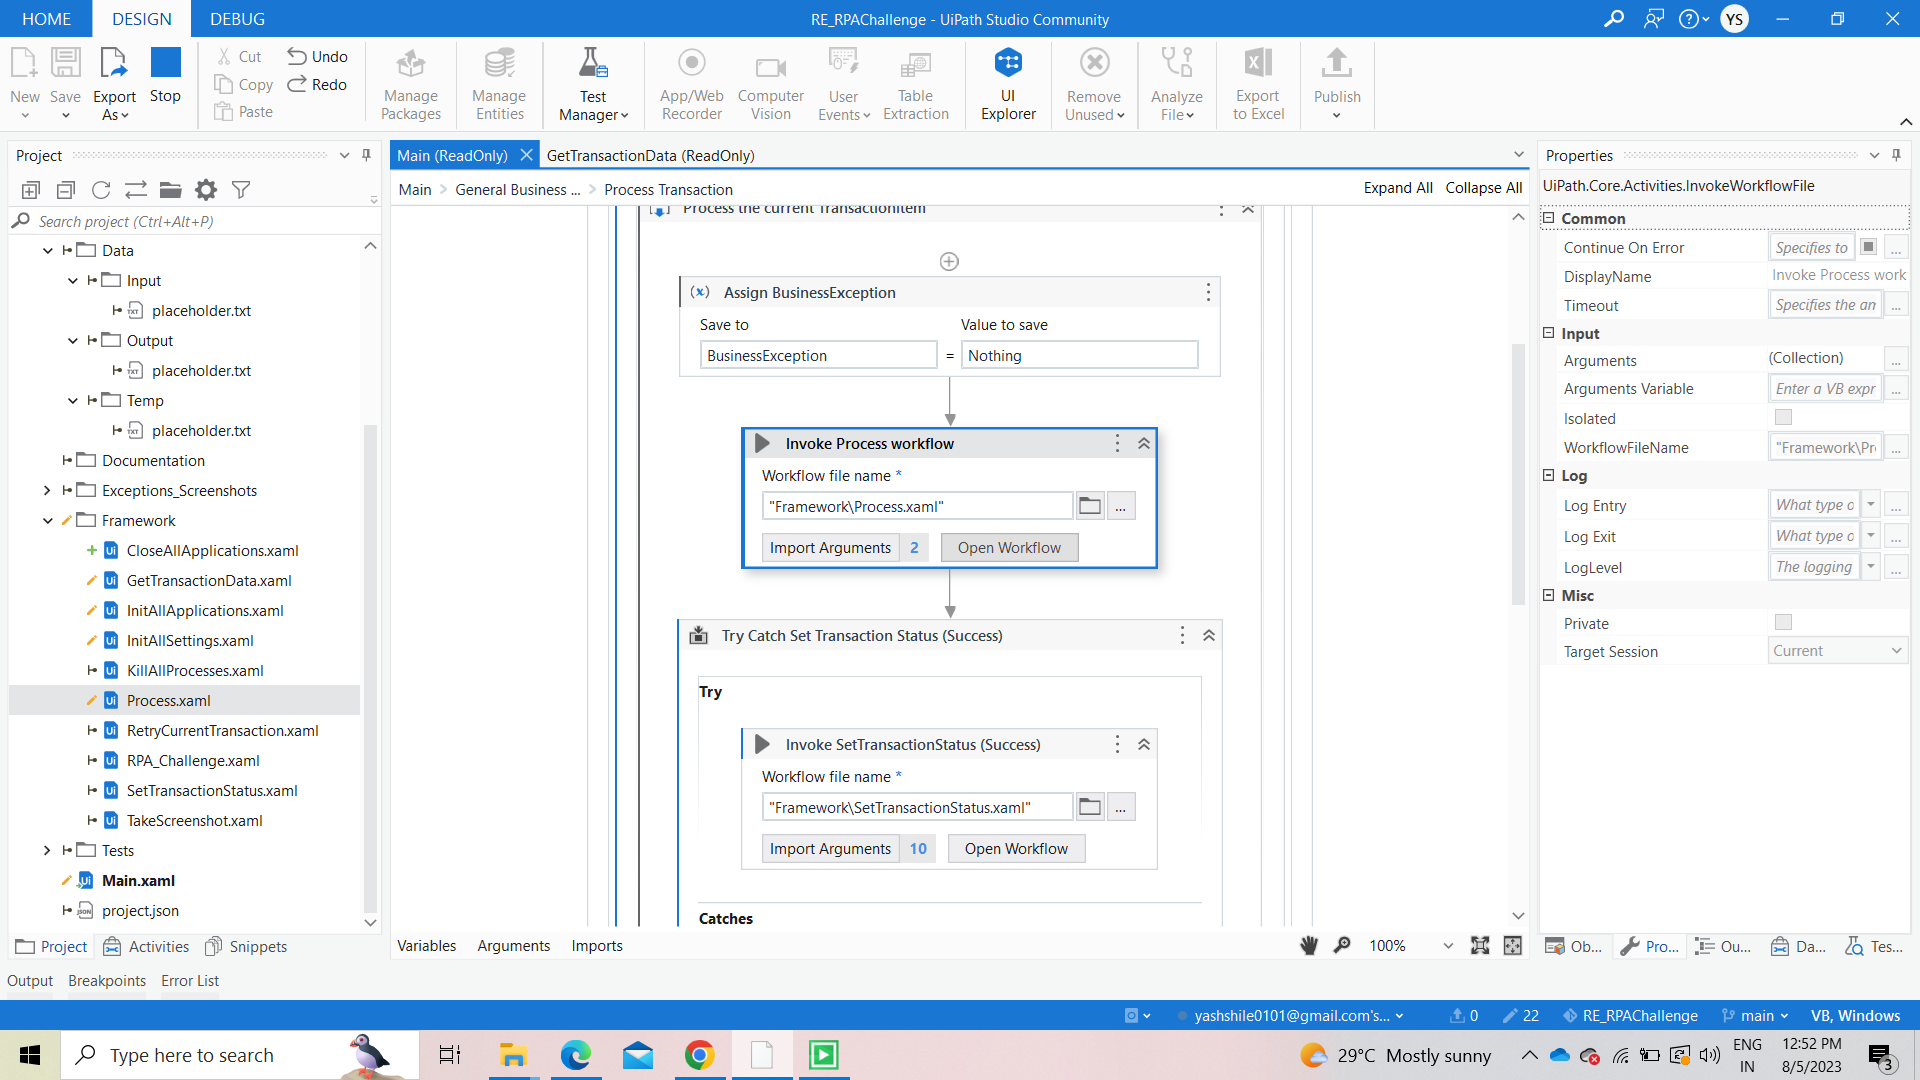 HOME
DESIGN
DEBUG
RE_RPAChallenge - UiPath Studio Community
YS
New
Save
Export
As
Stop
Cut
Copy
Paste
Undo
Redo
Manage
Packages
Manage
Entities
Test
Manager
App/Web
Recorder
Computer
Vision
User
Events
Table
Extraction
UI
Explorer
Remove
Unused
Analyze
File
Export
to Excel
Publish
Project
Search project (Ctrl+Alt+P)
Data
Input
placeholder.txt
Output
placeholder.txt
Temp
placeholder.txt
Documentation
Exceptions_Screenshots
Framework
CloseAllApplications.xaml
GetTransactionData.xaml
InitAllApplications.xaml
InitAllSettings.xaml
KillAllProcesses.xaml
Process.xaml
RetryCurrentTransaction.xaml
RPA_Challenge.xaml
SetTransactionStatus.xaml
TakeScreenshot.xaml
Tests
Main.xaml
project.json
Project
Activities
Snippets
Main (ReadOnly)
GetTransactionData (ReadOnly)
Main > General Business ... > Process Transaction
Expand All
Collapse All
Process the current TransactionItem
Assign BusinessException
Save to
Value to save
BusinessException = Nothing
Invoke Process workflow
Workflow file name *
"Framework\Process.xaml"
...
Import Arguments 2
Open Workflow
Try Catch Set Transaction Status (Success)
Try
Invoke SetTransactionStatus (Success)
Workflow file name *
"Framework\SetTransactionStatus.xaml"
...
Import Arguments 10
Open Workflow
Catches
Variables
Arguments
Imports
100%
Properties
UiPath.Core.Activities.InvokeWorkflowFile
Common
Continue On Error Specifies to ...
DisplayName Invoke Process work
Timeout Specifies the an ...
Input
Arguments (Collection) ...
Arguments Variable Enter a VB expr ...
Isolated
WorkflowFileName "Framework\Pr ...
Log
Log Entry What type o ...
Log Exit What type o ...
LogLevel The logging ...
Misc
Private
Target Session Current
Ob...
Pro...
Ou...
Da...
Tes...
Output
Breakpoints
Error List
yashshile0101@gmail.com's...
0
22
RE_RPAChallenge
main
VB, Windows
Type here to search
29°C Mostly sunny
ENG
IN
12:52 PM
8/5/2023
3